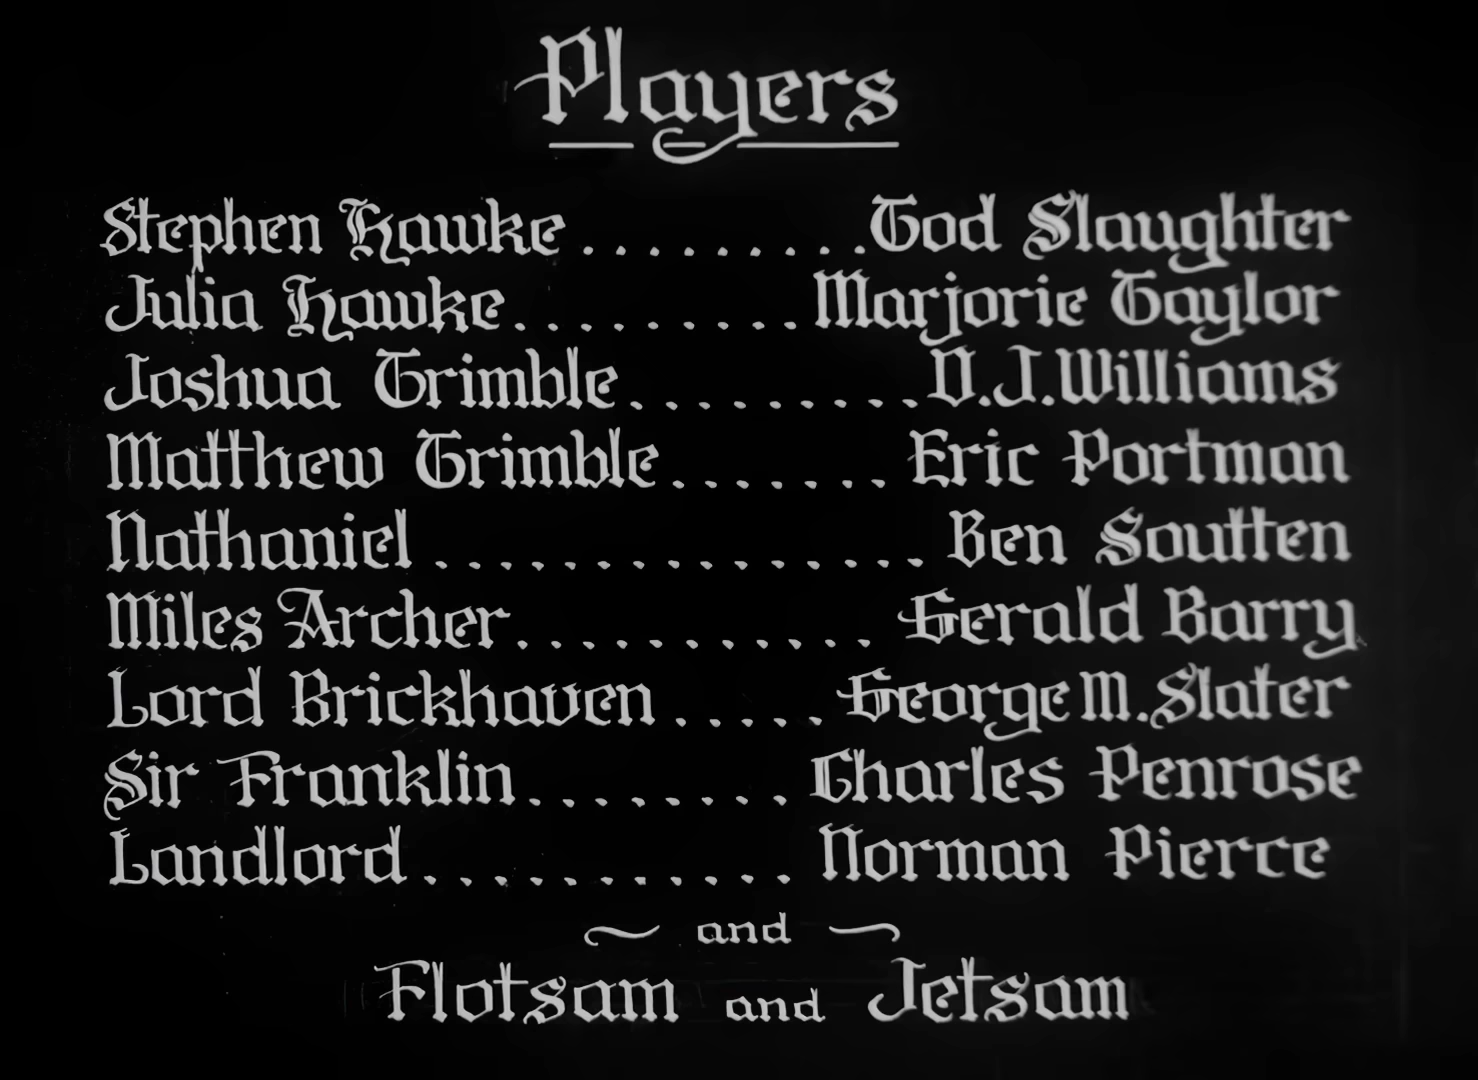 Players
Stephen Hawke.........Tod Slaughter
Julia Hawke.........Marjorie Taylor
Joshua Trimble.........D.J.Williams
Matthew Trimble.......Eric Portman
Nathaniel...............Ben Soutten
Miles Archer...........Gerald Barry
Lord Brickhaven.....George M.Slater
Sir Franklin........Charles Penrose
Landlord...........Norman Pierce
~ and ~
Flotsam and Jetsam